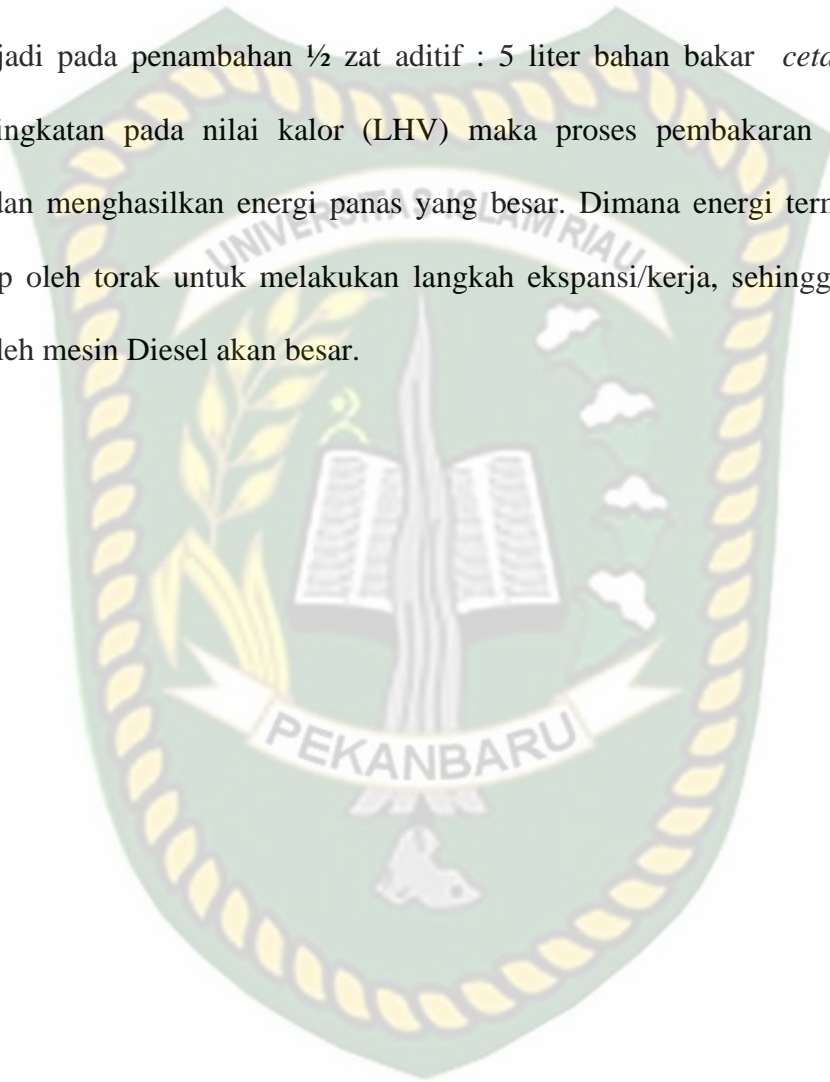 jadi pada penambahan ½ zat aditif : 5 liter bahan bakar ceta
ingkatan pada nilai kalor (LHV) maka proses pembakaran
dan menghasilkan energi panas yang besar. Dimana energi term
p oleh torak untuk melakukan langkah ekspansi/kerja, sehingg
leh mesin Diesel akan besar.
UNIVERSITAS ISLAM RIAU
PEKANBARU